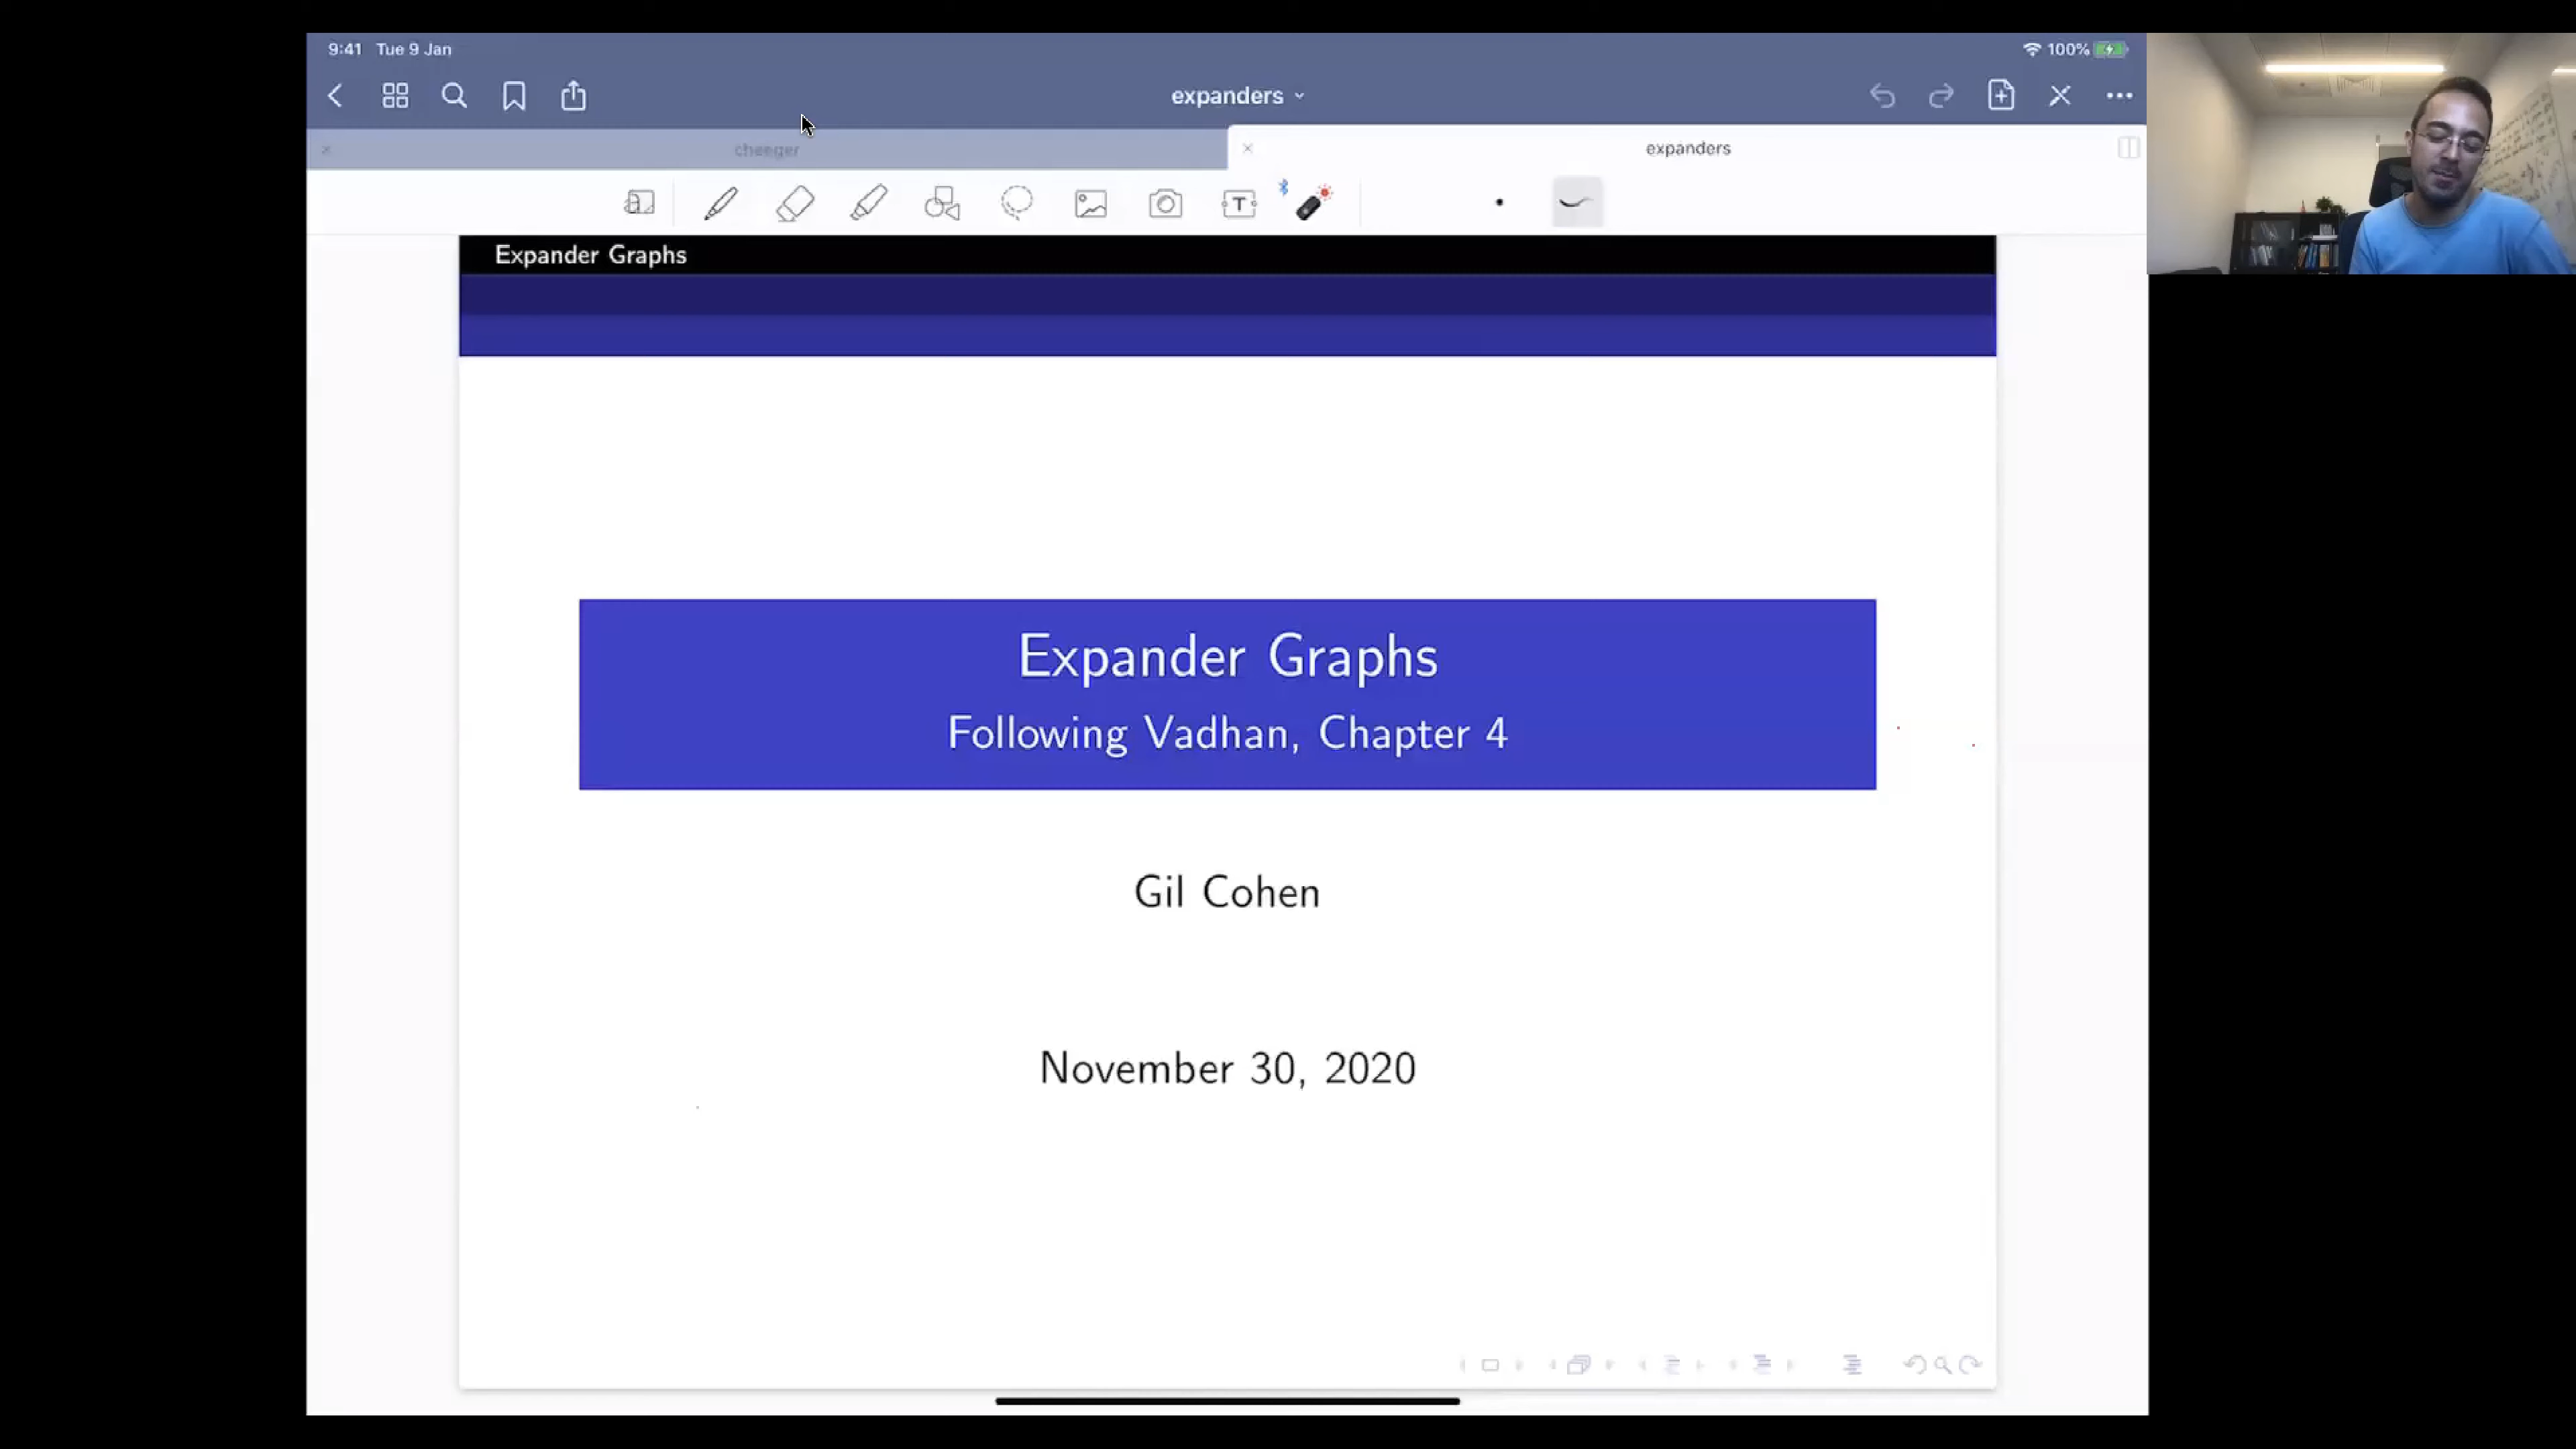 9:41 Tue 9 Jan
100%
expanders
cheeger
expanders
Expander Graphs
Expander Graphs
Following Vadhan, Chapter 4
Gil Cohen
November 30, 2020